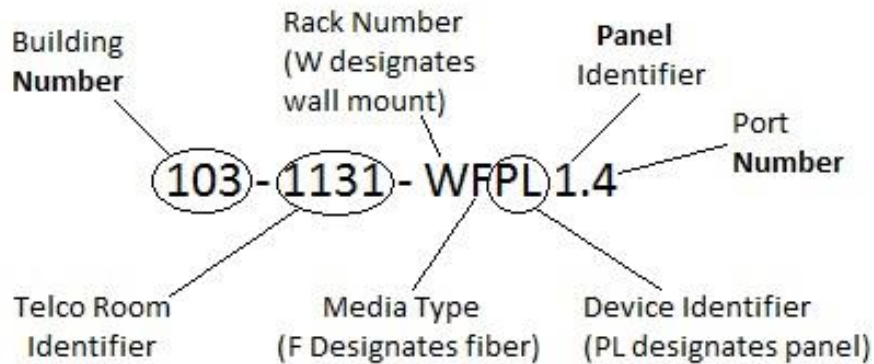 Building
Number
Rack Number
(W designates
wall mount)
Panel
Identifier
Port
Number
103-1131-WFPL1.4
Telco Room
Identifier
Media Type
(F Designates fiber)
Device Identifier
(PL designates panel)